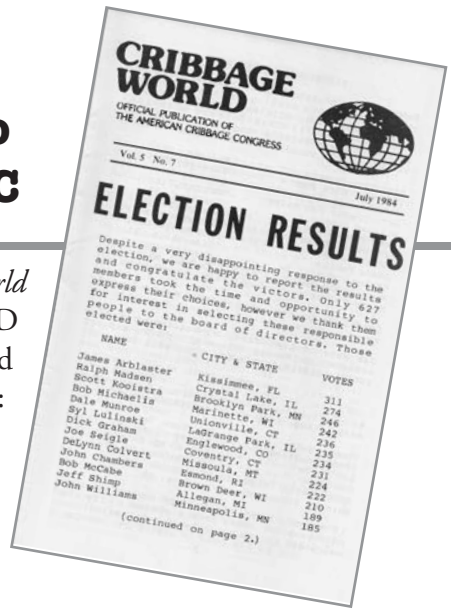 C
rld
D
d
:
CRIBBAGE
WORLD
OFFICIAL PUBLICATION OF
THE AMERICAN CRIBBAGE CONGRESS
Vol. 5 No. 7 July 1984
ELECTION RESULTS
Despite a very disappointing response to the
election, we are happy to report the results
and congratulate the victors. Only 627
members took the time and opportunity to
express their choices, however we thank them
for interest in selecting these responsible
people to the board of directors. Those
elected were:
NAME CITY & STATE VOTES
James Arblaster Kissimmee, FL 311
Ralph Madsen Crystal Lake, IL 274
Scott Kooistra Brooklyn Park, MN 246
Bob Michaelis Marinette, WI 242
Dale Munroe Unionville, CT 236
Syl Lulinski LaGrange Park, IL 235
Dick Graham Englewood, CO 234
Joe Seigle Coventry, CT 231
DeLynn Colvert Missoula, MT 224
John Chambers Esmond, RI 222
Bob McCabe Brown Deer, WI 210
Jeff Shimp Allegan, MI 189
John Williams Minneapolis, MN 185
(continued on page 2.)